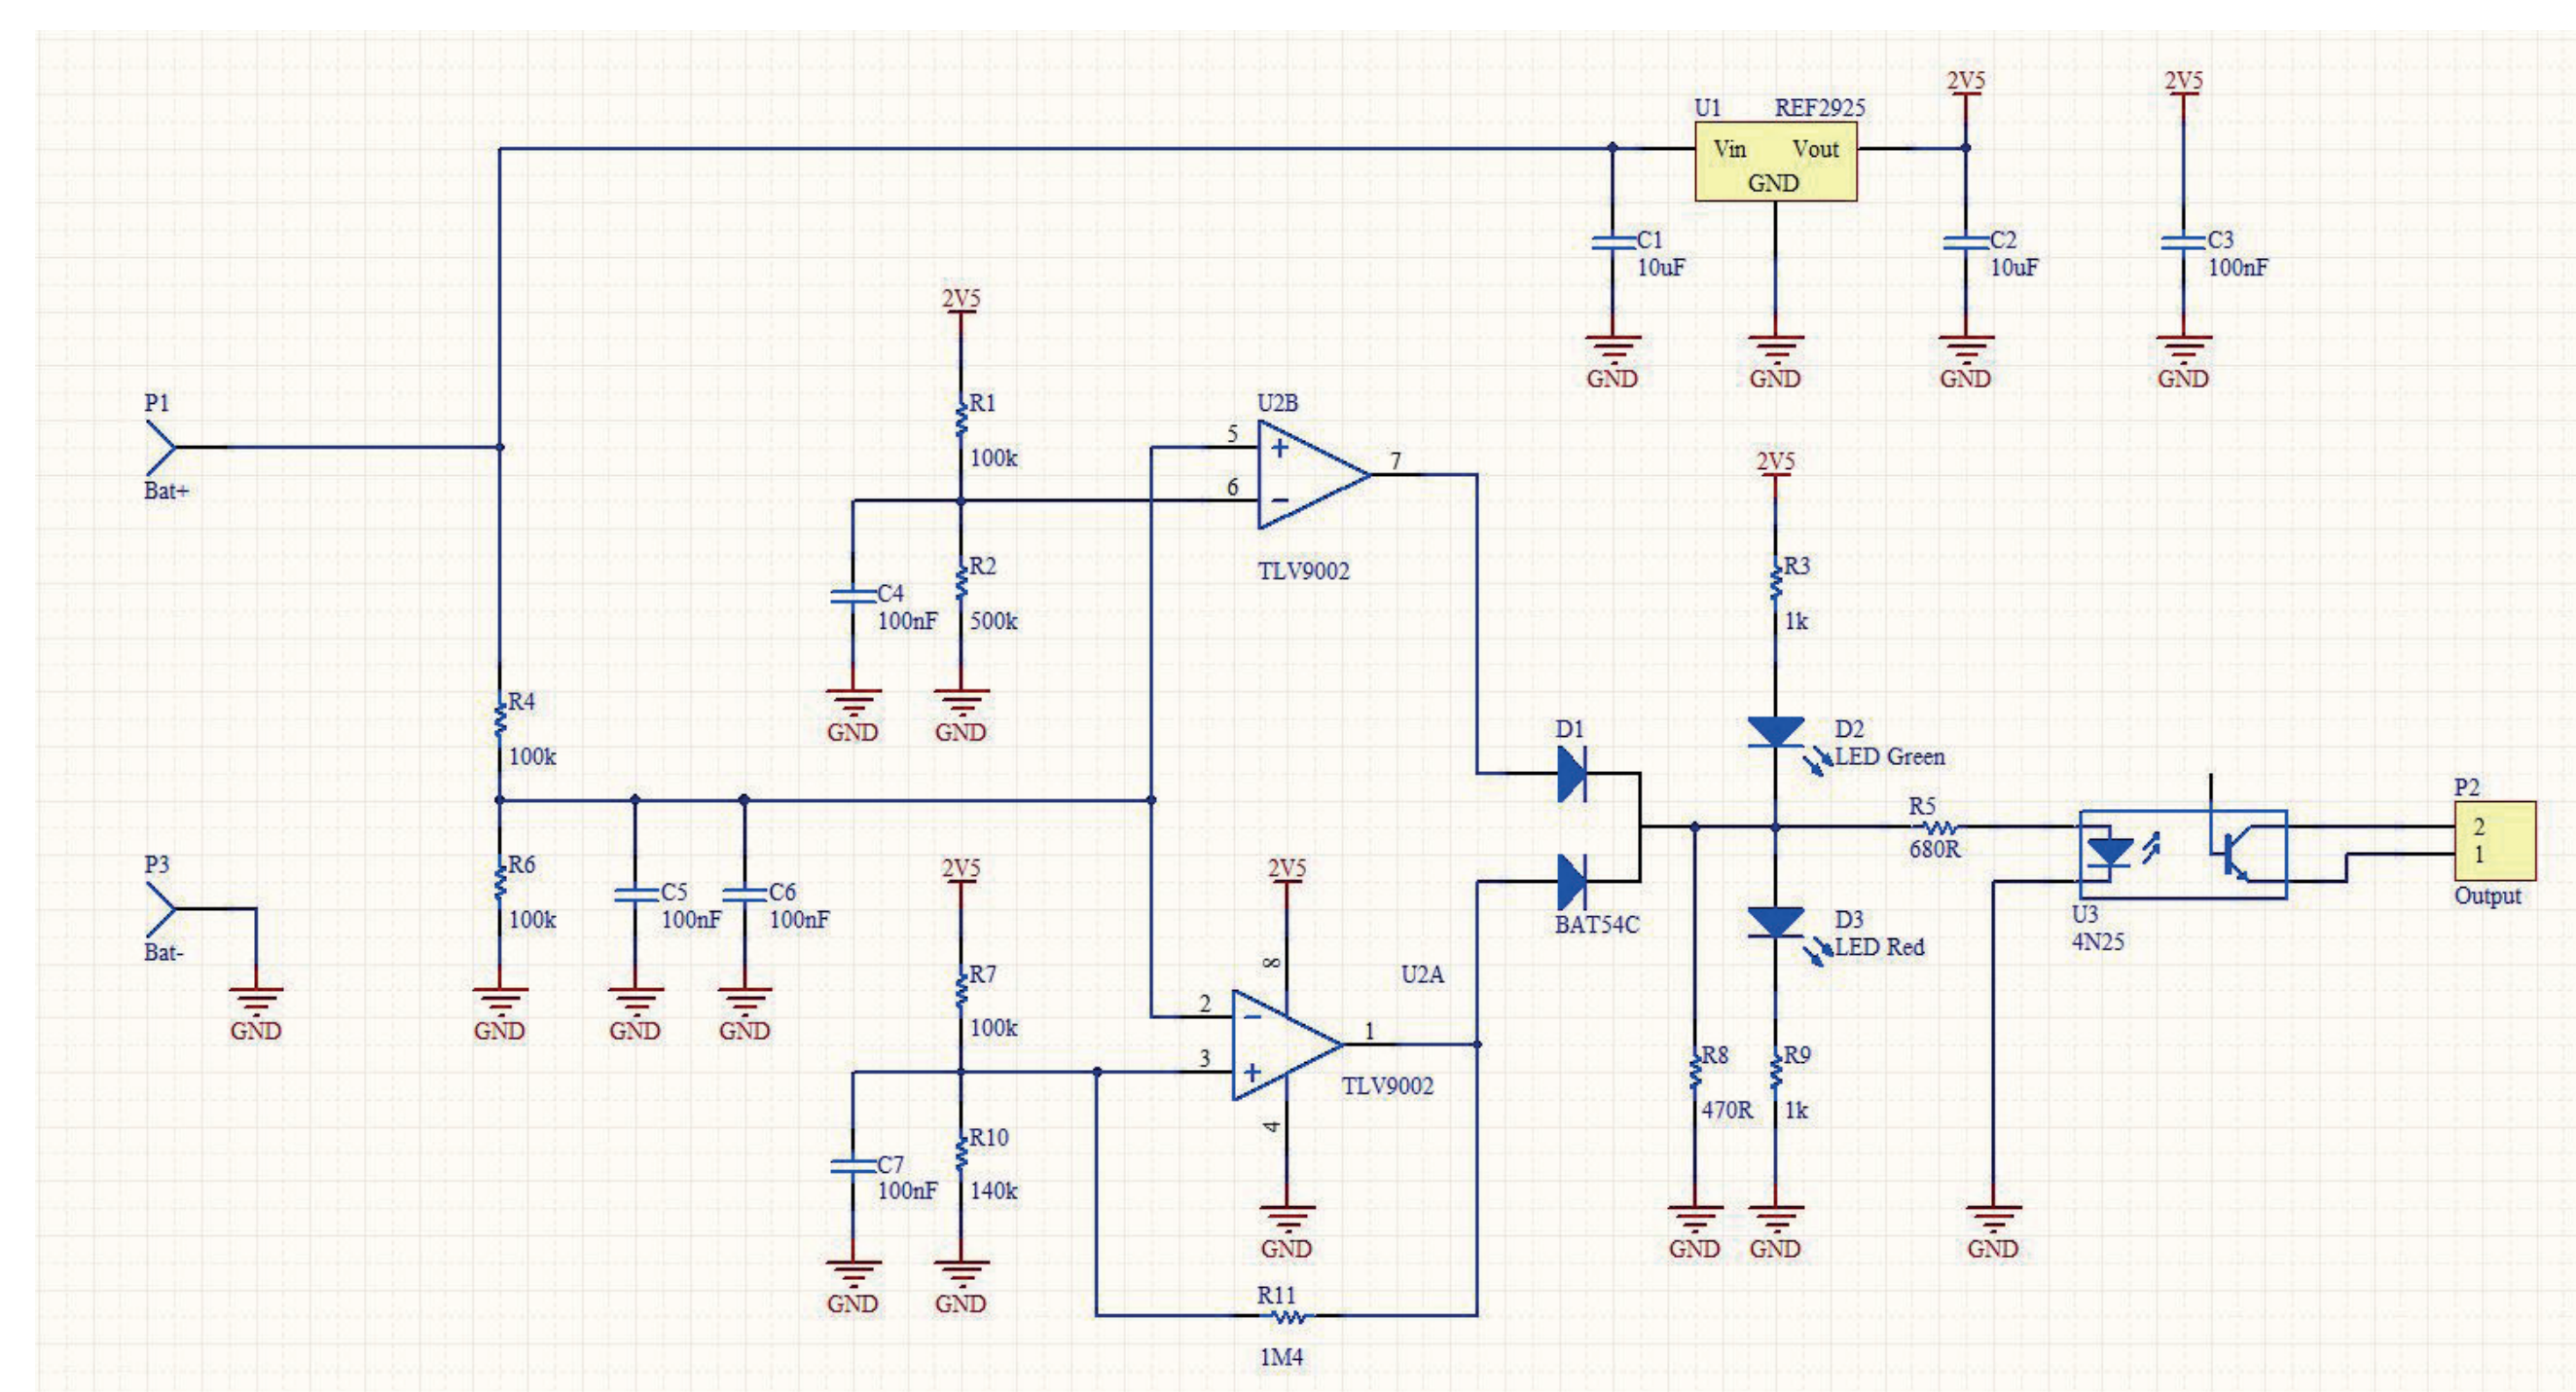 2V5
2V5
U1
REF2925
Vin
Vout
GND
C1
10uF
C2
10uF
C3
100nF
GND
GND
GND
GND
2V5
P1
Bat+
R1
100k
U2B
5
+
6
−
7
TLV9002
2V5
R3
1k
C4
100nF
R2
500k
GND
GND
R4
100k
D1
D2
LED Green
P2
R5
680R
2
1
Output
P3
Bat-
R6
100k
C5
100nF
C6
100nF
2V5
2V5
BAT54C
D3
LED Red
U3
4N25
GND
GND
GND
GND
R7
100k
8
U2A
2
−
3
+
1
TLV9002
4
R8
470R
R9
1k
C7
100nF
R10
140k
GND
GND
GND
GND
GND
GND
R11
1M4